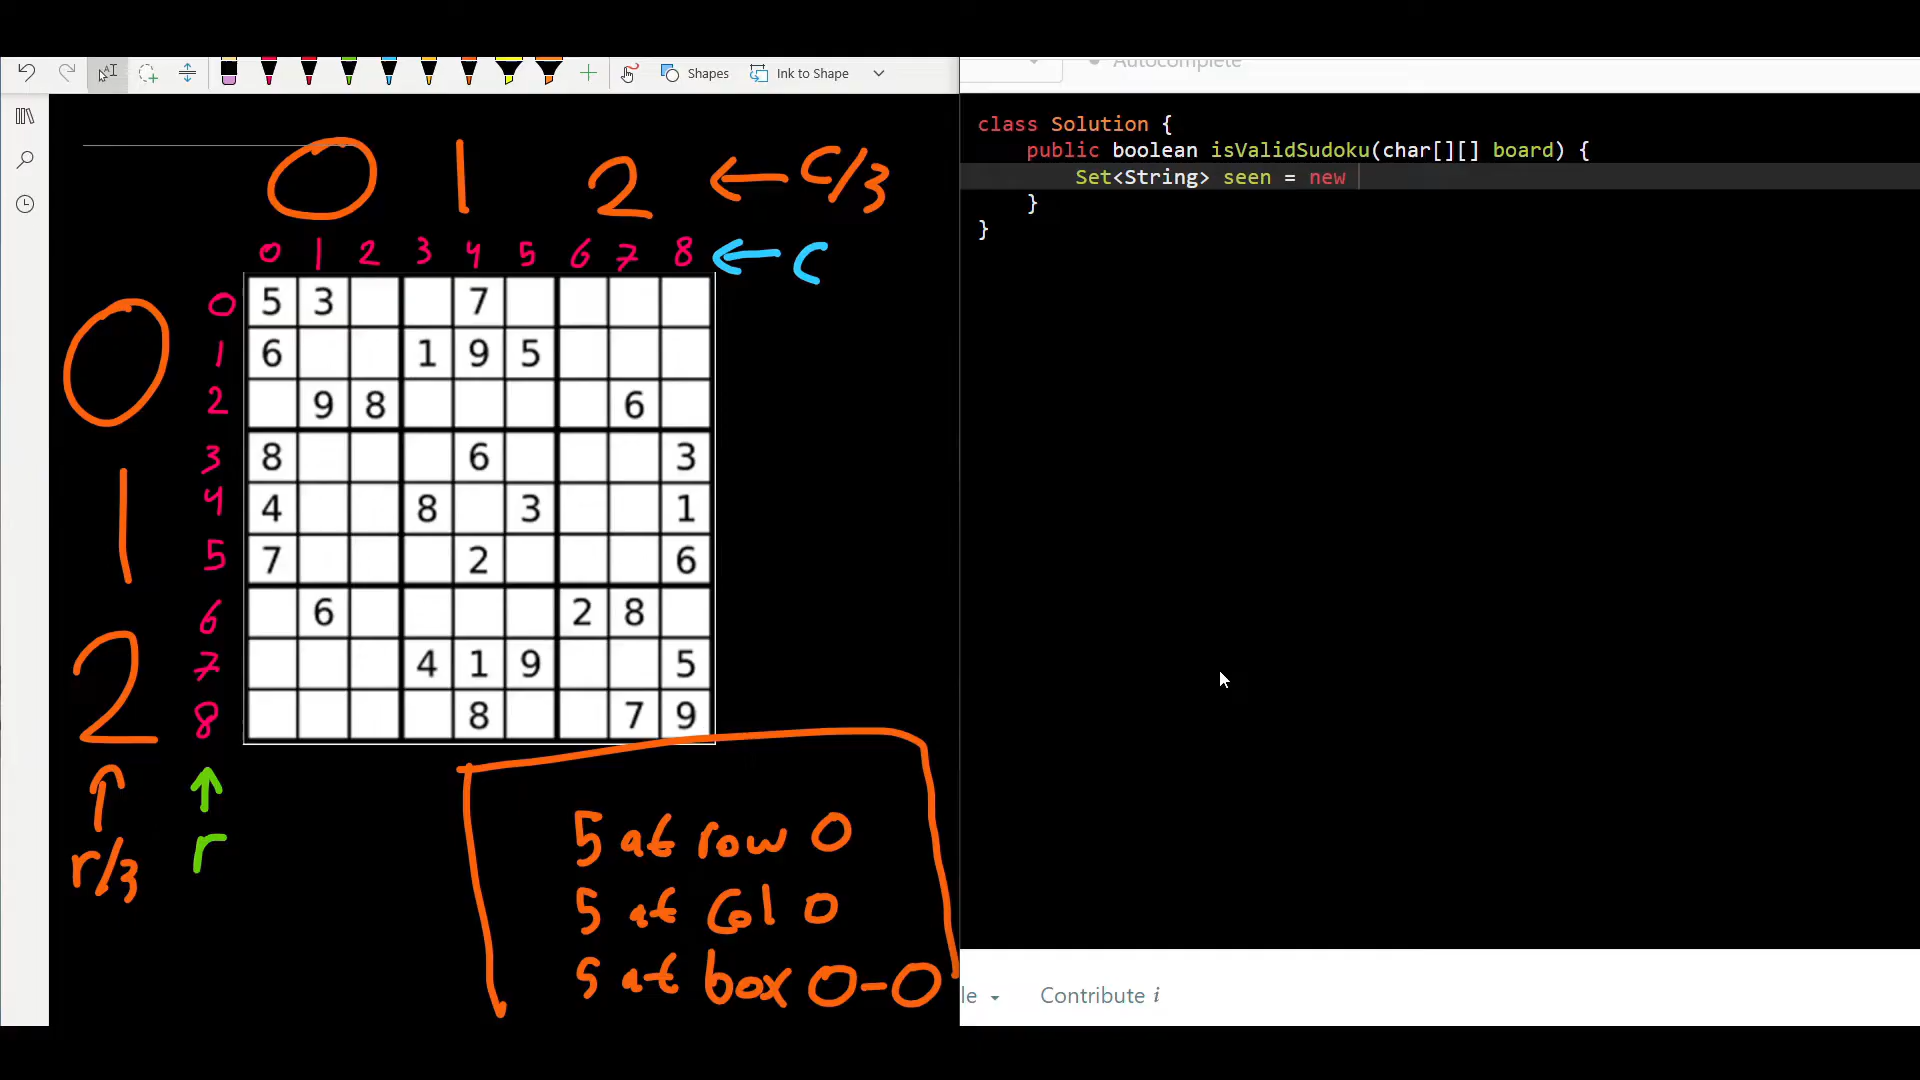 Shapes Ink to Shape
Autocomplete
0 1 2 ← C/3
0 1 2 3 4 5 6 7 8 ← C
0 5 3 7
0
1 6 1 9 5
2 9 8 6
3 8 6 3
1
4 4 8 3 1
5 7 2 6
6 6 2 8
2
7 4 1 9 5
8 8 7 9
↑ ↑
r/3 r
5 at row 0
5 at Col 0
5 at box 0-0
class Solution {
public boolean isValidSudoku(char[][] board) {
Set<String> seen = new
}
}
le Contribute i